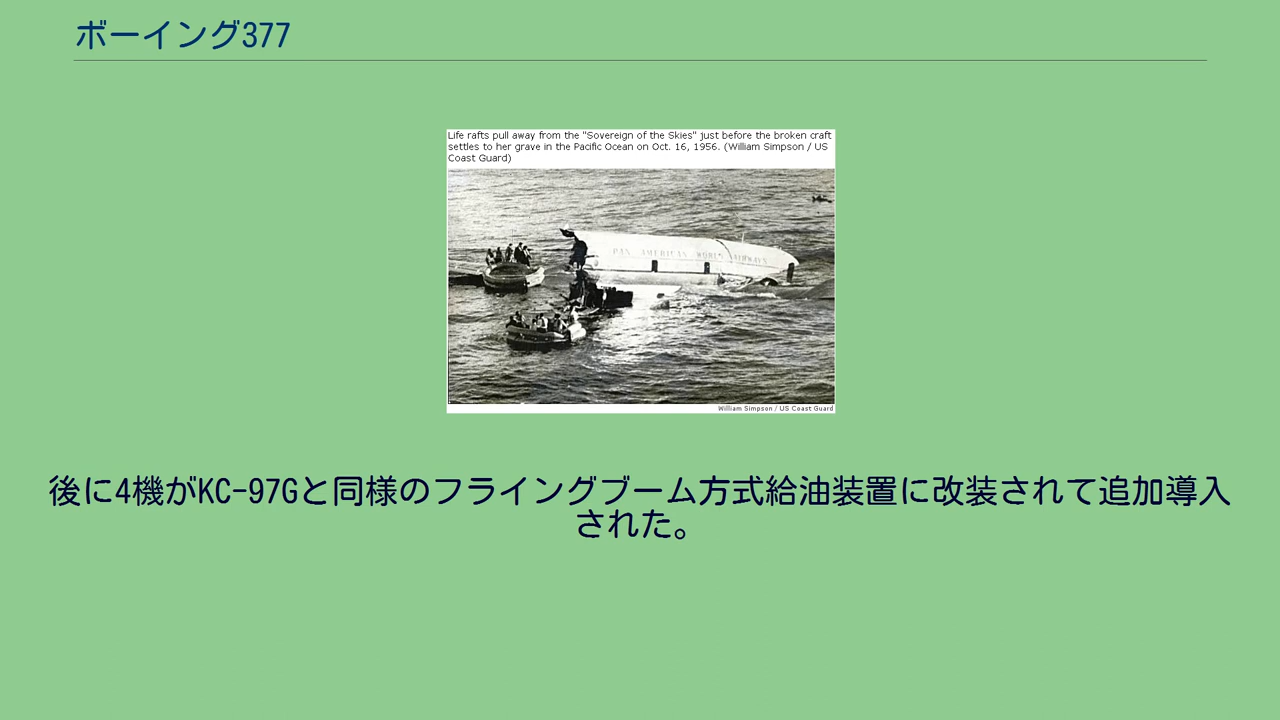 ボーイング377
Life rafts pull away from the "Sovereign of the Skies" just before the broken craft
settles to her grave in the Pacific Ocean on Oct. 16, 1956. (William Simpson / US
Coast Guard)
PAN AMERICAN WORLD AIRWAYS
William Simpson / US Coast Guard
後に4機がKC-97Gと同様のフライングブーム方式給油装置に改装されて追加導入
された。